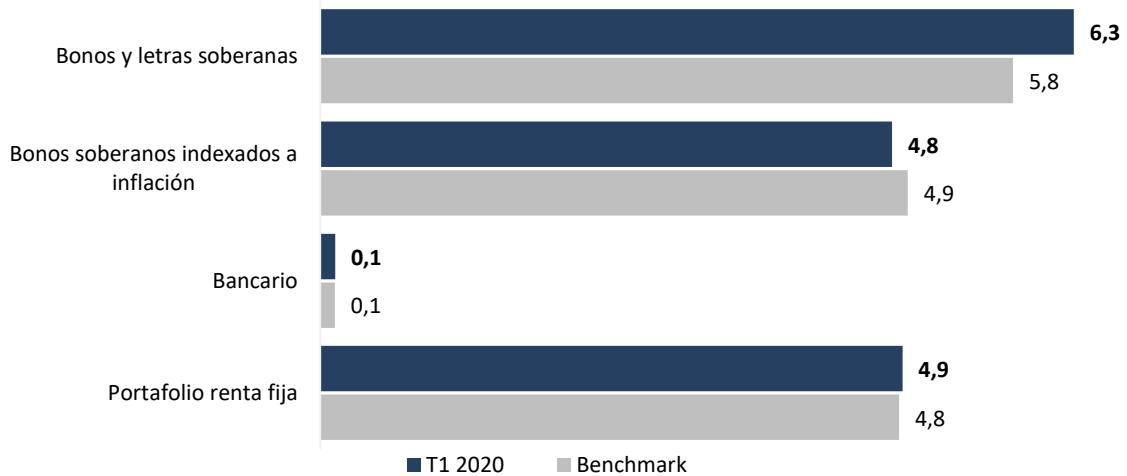 6,3
Bonos y letras soberanas
5,8
4,8
Bonos soberanos indexados a
inflación
4,9
0,1
Bancario
0,1
4,9
Portafolio renta fija
4,8
T1 2020 Benchmark